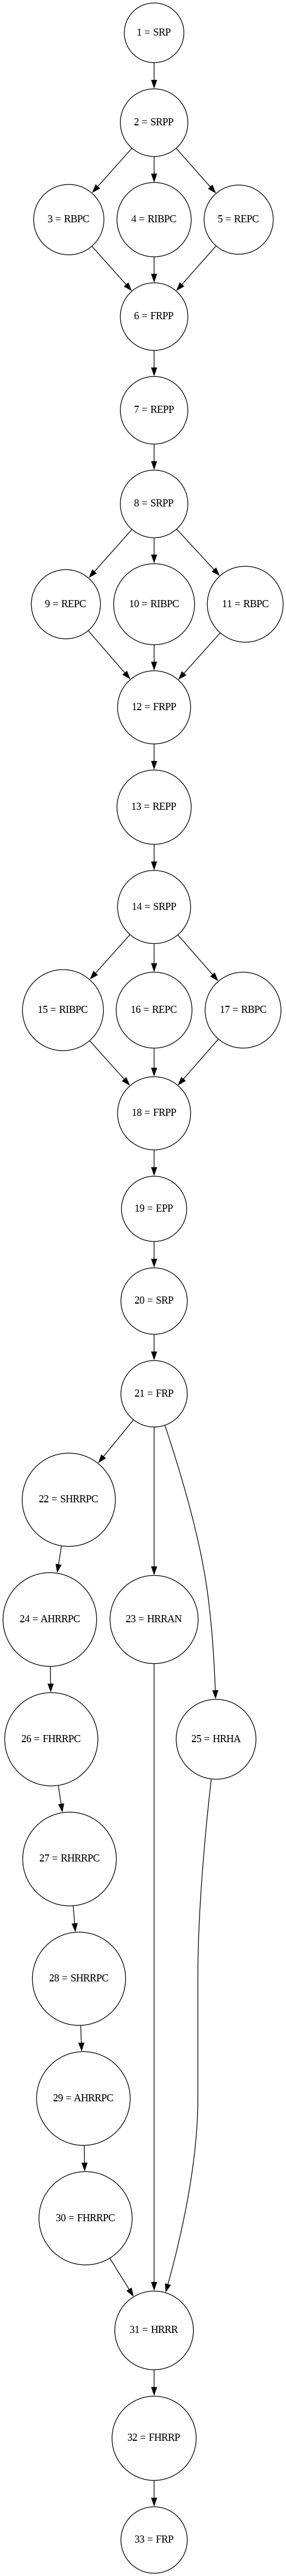 1 = SRP
2 = SRPP
3 = RBPC
4 = RIBPC
5 = REPC
6 = FRPP
7 = REPP
8 = SRPP
9 = REPC
10 = RIBPC
11 = RBPC
12 = FRPP
13 = REPP
14 = SRPP
15 = RIBPC
16 = REPC
17 = RBPC
18 = FRPP
19 = EPP
20 = SRP
21 = FRP
22 = SHRRPC
24 = AHRRPC
23 = HRRAN
26 = FHRRPC
25 = HRHA
27 = RHRRPC
28 = SHRRPC
29 = AHRRPC
30 = FHRRPC
31 = HRRR
32 = FHRRP
33 = FRP